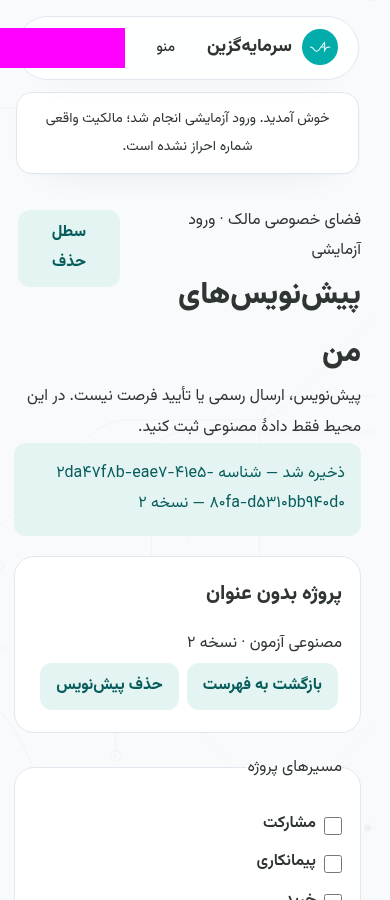 سرمایه‌گزین
منو
خوش آمدید. ورود آزمایشی انجام شد؛ مالکیت واقعی
شماره احراز نشده است.
فضای خصوصی مالک · ورود
آزمایشی
سطل
حذف
پیش‌نویس‌های
من
پیش‌نویس، ارسال رسمی یا تأیید فرصت نیست. در این
محیط فقط دادهٔ مصنوعی ثبت کنید.
ذخیره شد — شناسه ۲da۴۷f۸b-eae۷-۴۱e۵-
۸۰fa-d۵۳۱۰bb۹۴۰d۰ — نسخه ۲
پروژه بدون عنوان
مصنوعی آزمون · نسخه ۲
بازگشت به فهرست
حذف پیش‌نویس
مسیرهای پروژه
مشارکت
پیمانکاری
خرید